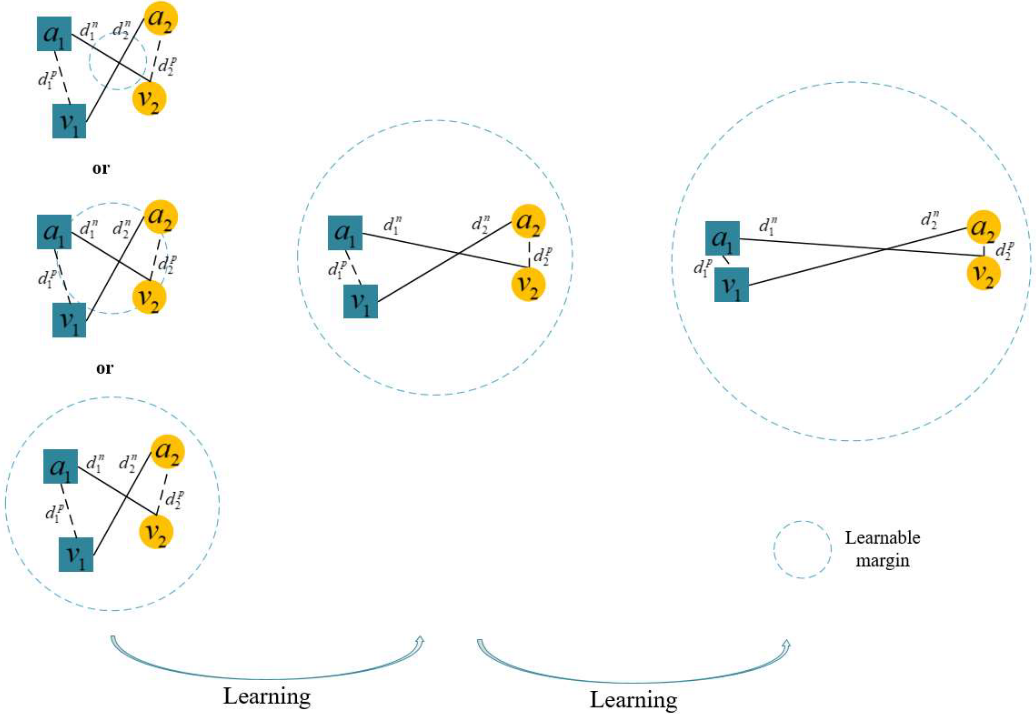 a₁ d₁ⁿ d₂ⁿ a₂
d₁ᵖ d₂ᵖ
v₁ v₂
or
a₁ d₁ⁿ d₂ⁿ a₂
d₁ᵖ d₂ᵖ
v₁ v₂
or
a₁ d₁ⁿ d₂ⁿ a₂
d₁ᵖ d₂ᵖ
v₁ v₂
a₁ d₁ⁿ d₂ⁿ a₂
d₁ᵖ d₂ᵖ
v₁ v₂
a₁ d₁ⁿ d₂ⁿ a₂
d₁ᵖ d₂ᵖ
v₁ v₂
Learnable
margin
Learning
Learning